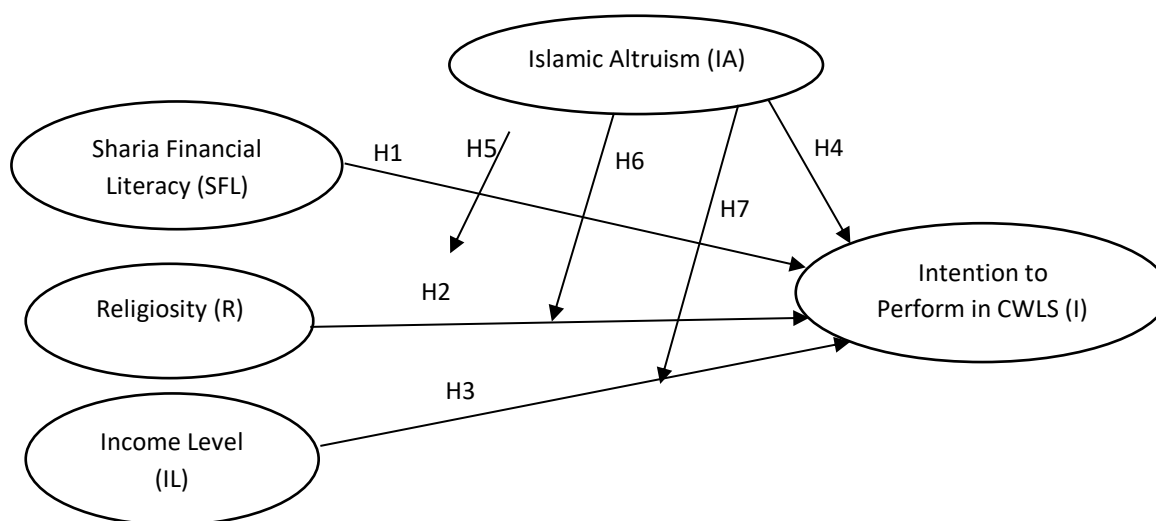 Islamic Altruism (IA)
Sharia Financial
Literacy (SFL)
H1
H5
H6
H4
H7
Religiosity (R)
H2
Intention to
Perform in CWLS (I)
H3
Income Level
(IL)